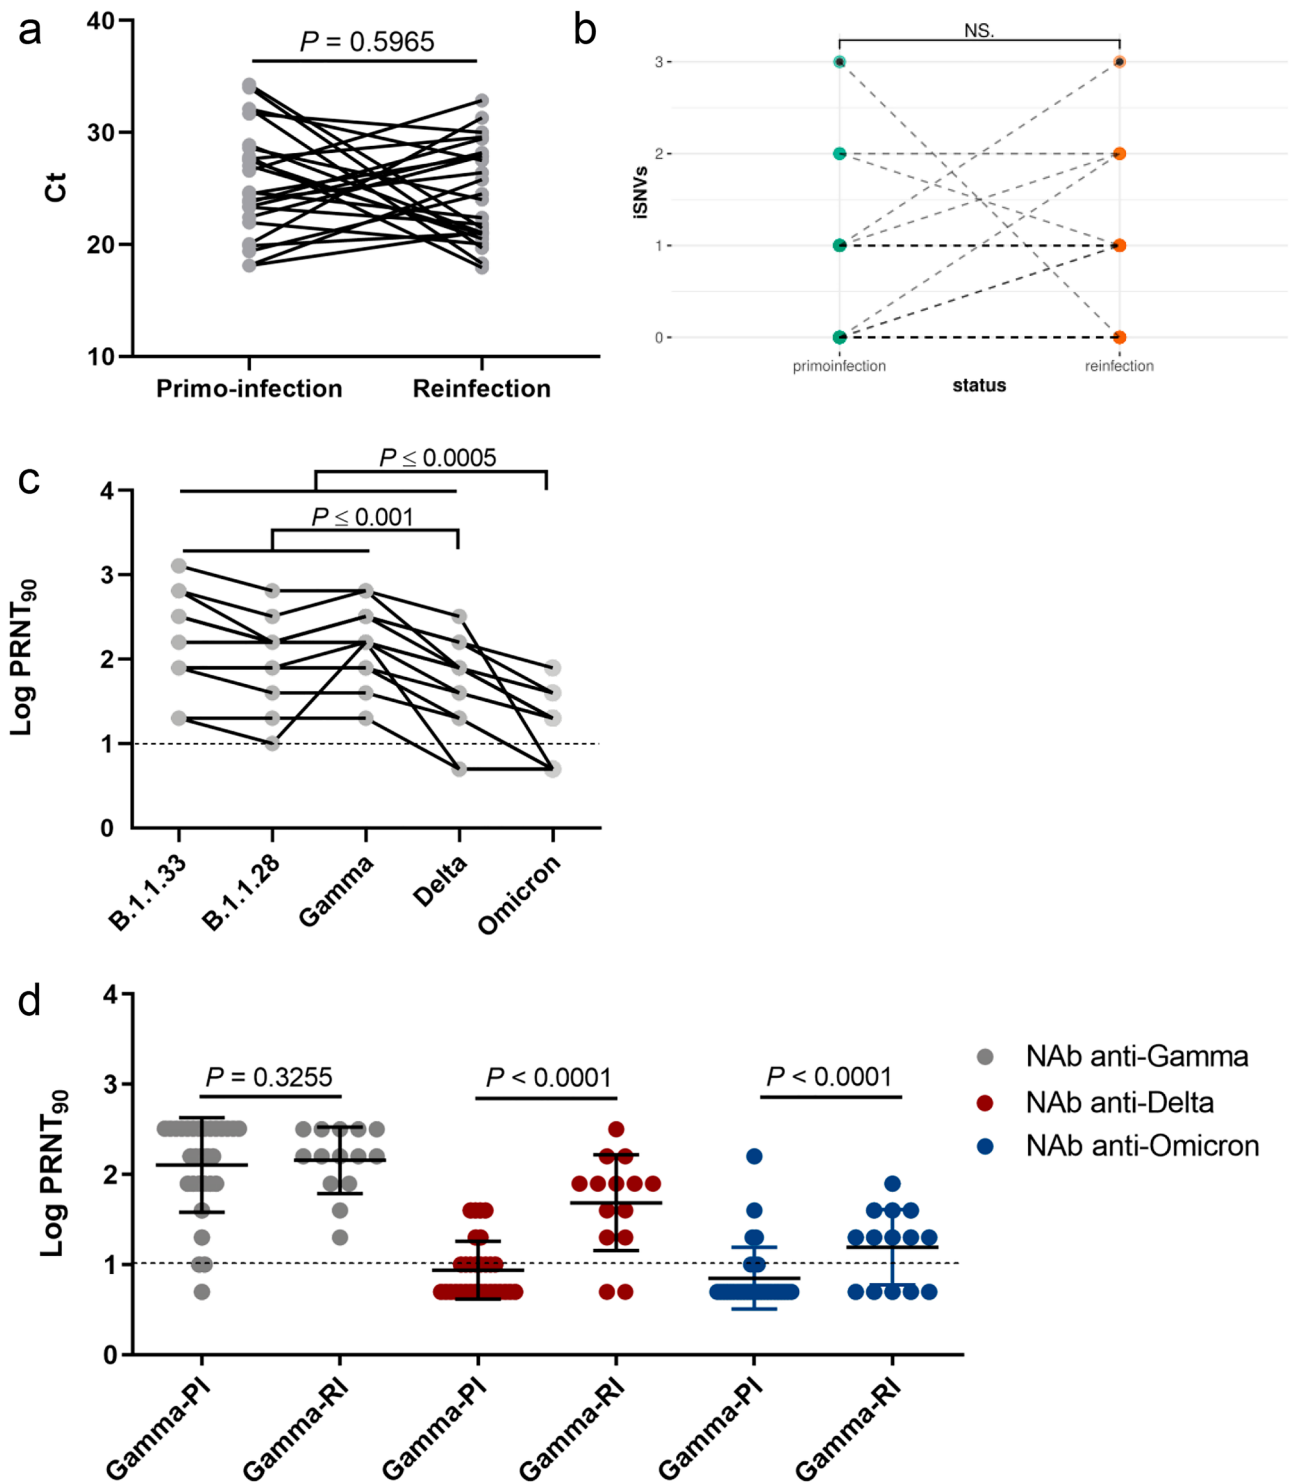 a
40
30
20
10
Ct
P = 0.5965
Primo-infection
Reinfection
b
NS.
3
2
1
0
iSNVs
primoinfection
reinfection
status
c
P ≤ 0.0005
P ≤ 0.001
4
3
2
1
0
Log PRNT90
B.1.1.33
B.1.1.28
Gamma
Delta
Omicron
d
4
3
2
1
0
Log PRNT90
P = 0.3255
P < 0.0001
P < 0.0001
Gamma-PI
Gamma-RI
Gamma-PI
Gamma-RI
Gamma-PI
Gamma-RI
NAb anti-Gamma
NAb anti-Delta
NAb anti-Omicron